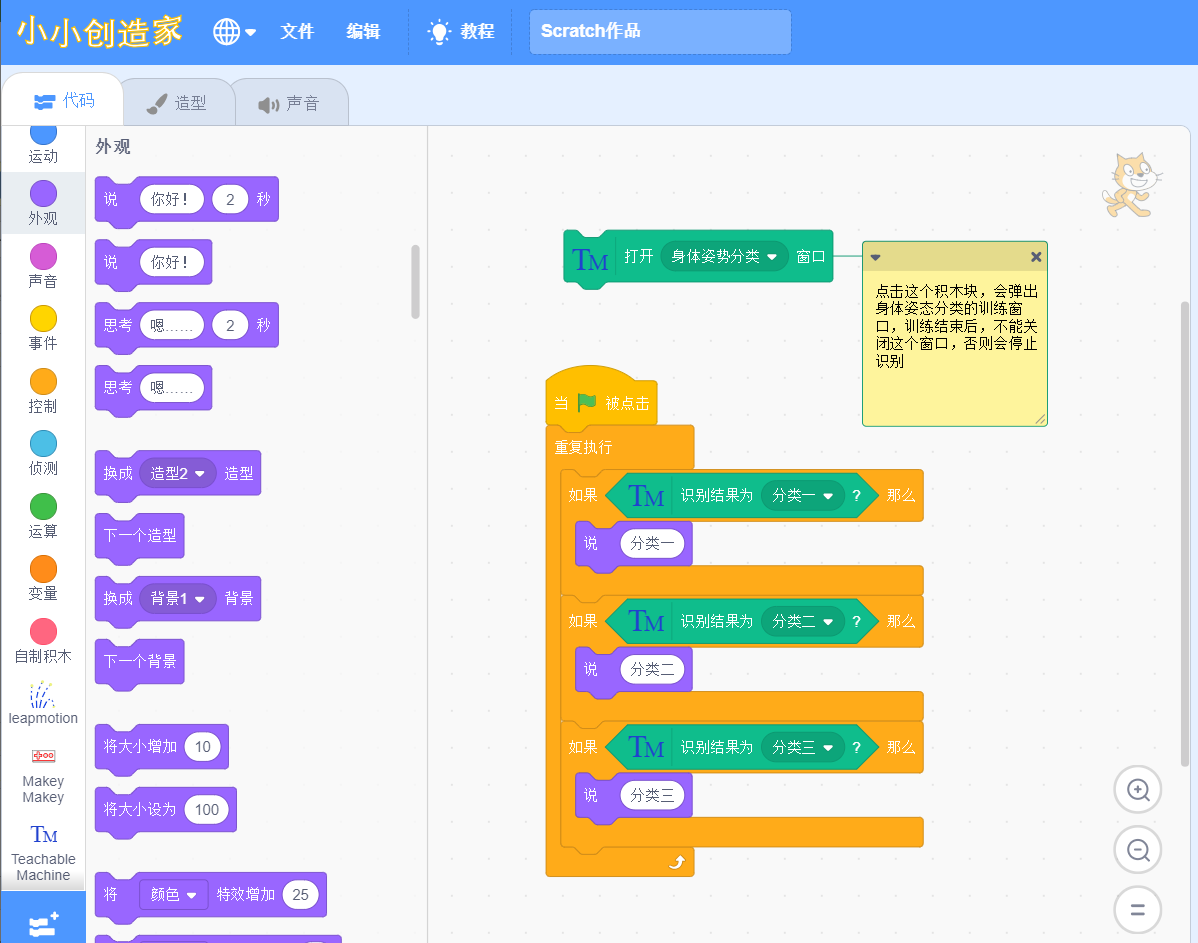 小小创造家
文件
编辑
教程
Scratch作品
代码
造型
声音
运动
外观
声音
事件
控制
侦测
运算
变量
自制积木
leapmotion
Makey
Makey
TM
Teachable
Machine
外观
说 你好！ 2 秒
说 你好！
思考 嗯…… 2 秒
思考 嗯……
换成 造型2 造型
下一个造型
换成 背景1 背景
下一个背景
将大小增加 10
将大小设为 100
将 颜色 特效增加 25
TM 打开 身体姿势分类 窗口
点击这个积木块，会弹出
身体姿态分类的训练窗
口，训练结束后，不能关
闭这个窗口，否则会停止
识别
当 被点击
重复执行
如果 TM 识别结果为 分类一 ？ 那么
说 分类一
如果 TM 识别结果为 分类二 ？ 那么
说 分类二
如果 TM 识别结果为 分类三 ？ 那么
说 分类三